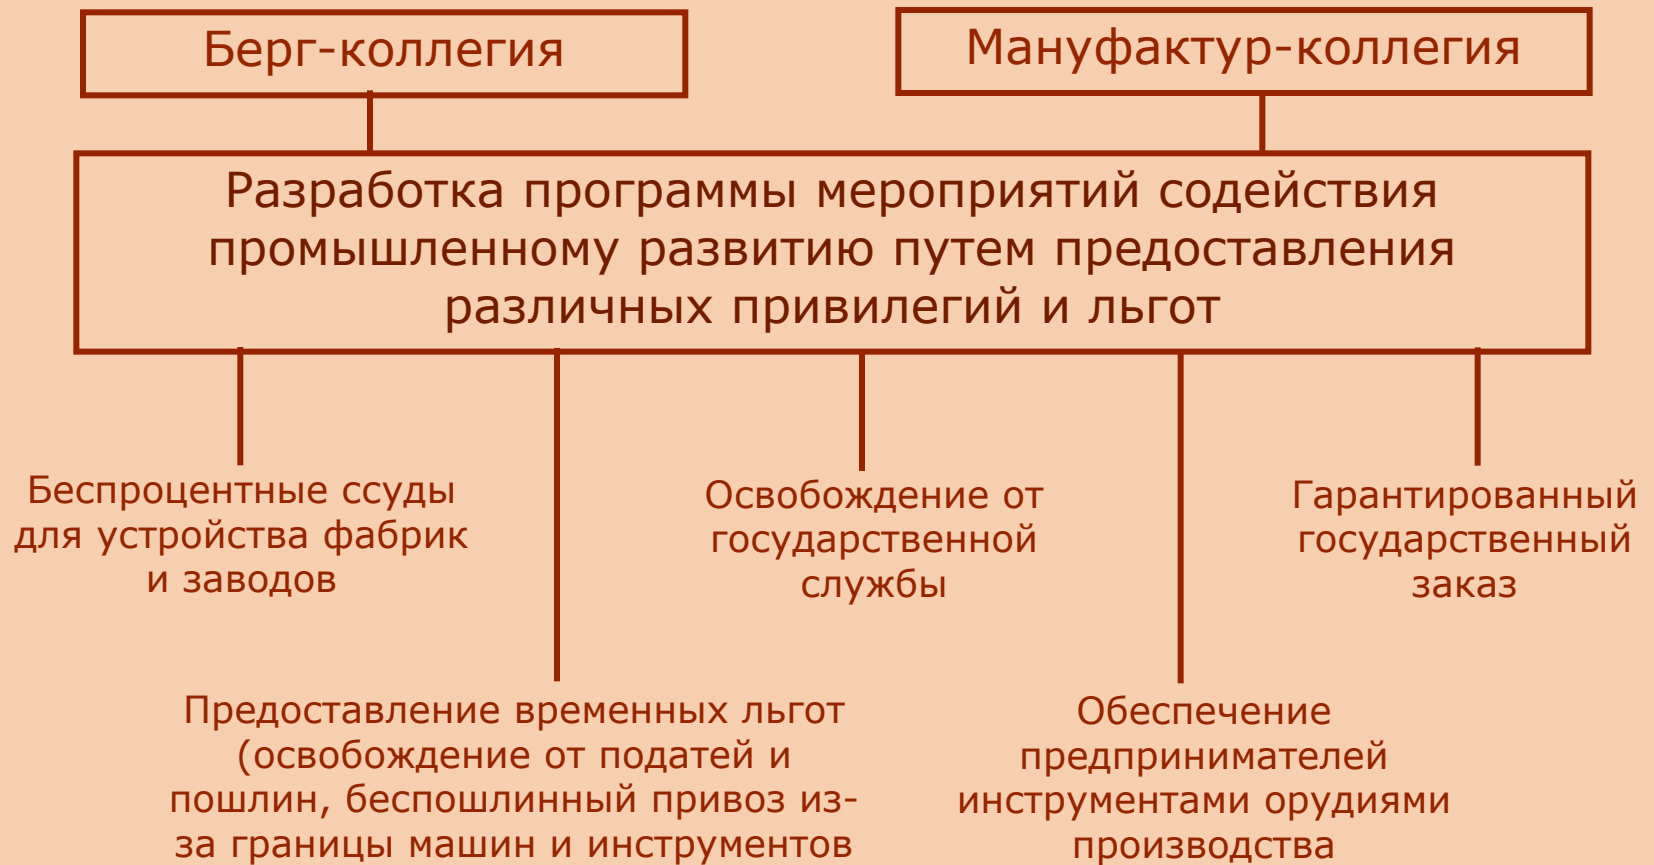 Берг-коллегия
Мануфактур-коллегия
Разработка программы мероприятий содействия
промышленному развитию путем предоставления
различных привилегий и льгот
Беспроцентные ссуды
для устройства фабрик
и заводов
Освобождение от
государственной
службы
Гарантированный
государственный
заказ
Предоставление временных льгот
(освобождение от податей и
пошлин, беспошлинный привоз из-
за границы машин и инструментов
Обеспечение
предпринимателей
инструментами орудиями
производства